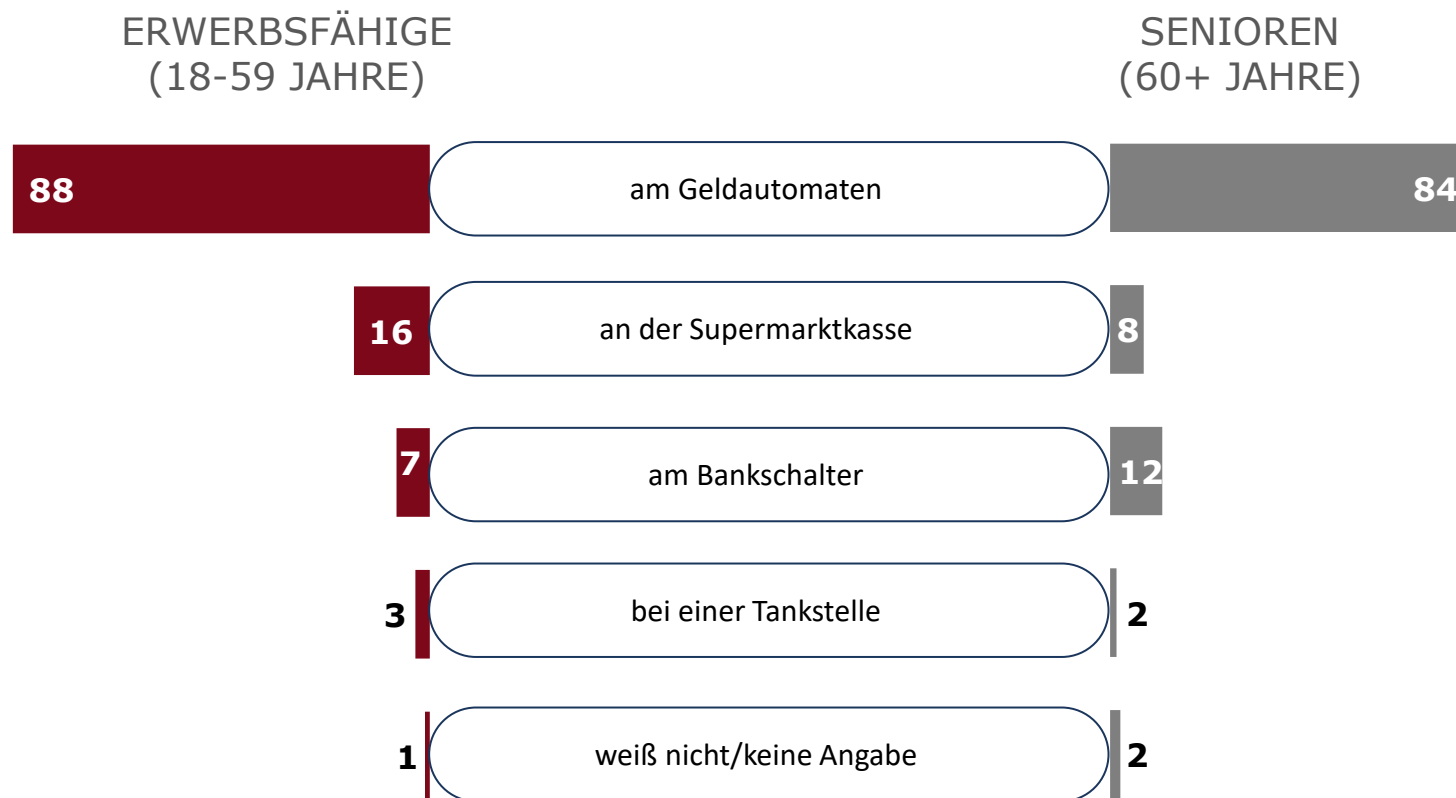 ERWERBSFÄHIGE
(18-59 JAHRE)
SENIOREN
(60+ JAHRE)
88 am Geldautomaten 84
16 an der Supermarktkasse 8
7 am Bankschalter 12
3 bei einer Tankstelle 2
1 weiß nicht/keine Angabe 2